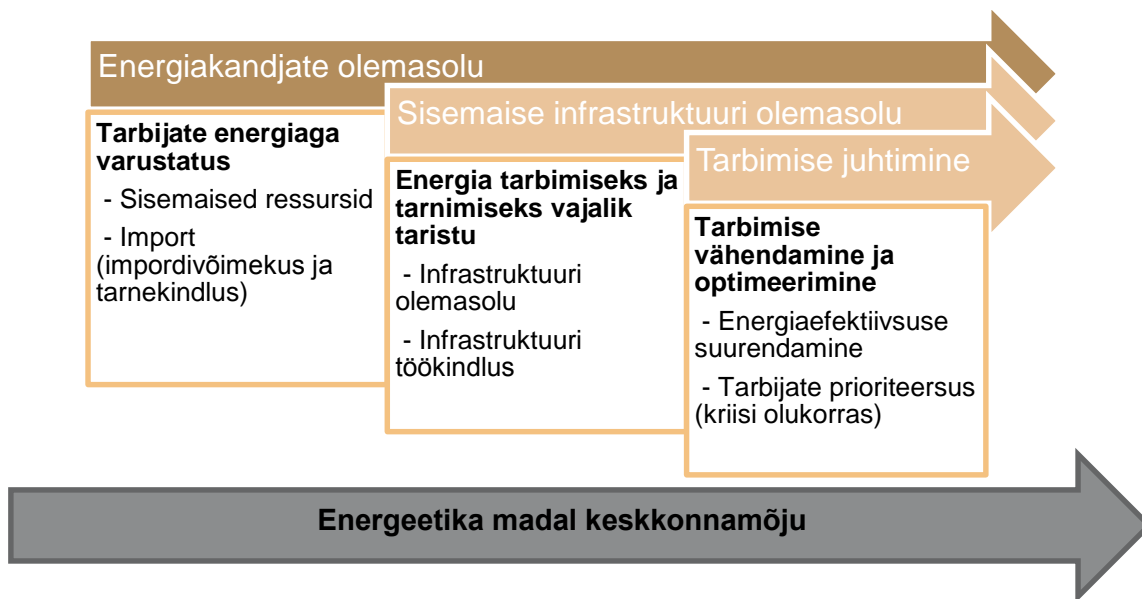 Energiakandjate olemasolu
Tarbijate energiaga
varustatus
- Sisemaised ressursid
- Import
(impordivõimekus ja
tarnekindlus)
Sisemaise infrastruktuuri olemasolu
Energia tarbimiseks ja
tarnimiseks vajalik
taristu
- Infrastruktuuri
olemasolu
- Infrastruktuuri
töökindlus
Tarbimise juhtimine
Tarbimise
vähendamine ja
optimeerimine
- Energiaefektiivsuse
suurendamine
- Tarbijate prioriteersus
(kriisi olukorras)
Energeetika madal keskkonnamõju